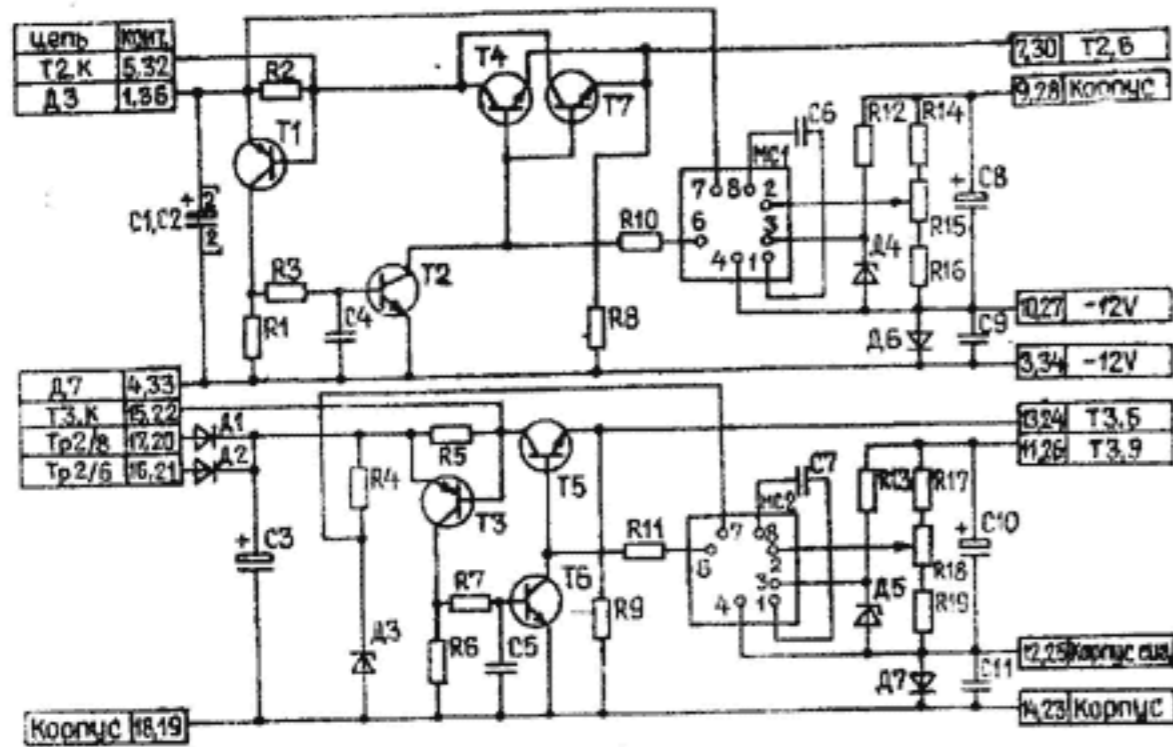 цепь конт.
Т2,К 5,32
Д3 1,36
R2
Т4
Т7
7,30 Т2,Б
9,28 Корпус
Т1
С6
R12
R14
МС1
7 8 2
6 3
4 1
+ С8
С1,С2
+
R10
R15
Д4
R16
R3
Т2
R1
С4
R8
Д6
С9
10,27 -12V
3,34 -12V
Д7 4,33
Т3,К 15,22
Тр2/8 17,20
Тр2/6 16,21
Д1
Д2
R5
R4
Т5
Т3
13,24 Т3,Б
11,26 Т3,Э
С7
R13
R17
МС2
7 8
6 2
3
4 1
+ С10
+ С3
R11
R18
Т6
R7
Д5
R19
R9
Д3
R6
С5
Д7
С11
12,25
14,23 Корпус
Корпус 18,19